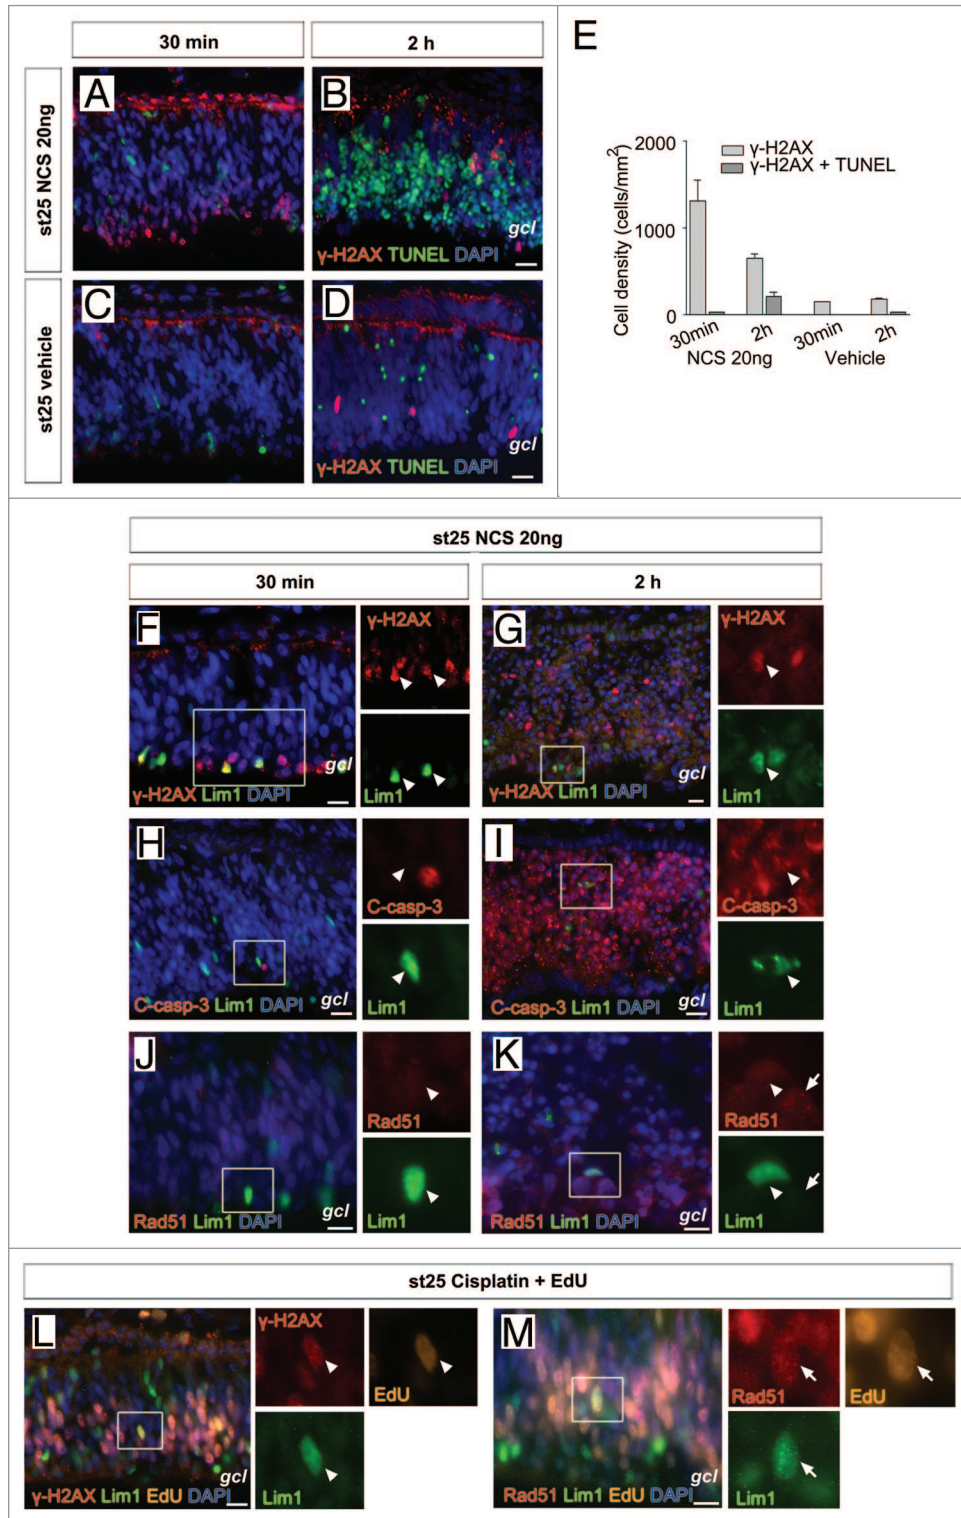 30 min
2 h
st25 NCS 20ng
A
B
gcl
γ-H2AX TUNEL DAPI
st25 vehicle
C
D
gcl
γ-H2AX TUNEL DAPI
E
Cell density (cells/mm²)
2000
1000
0
γ-H2AX
γ-H2AX + TUNEL
30min
2h
30min
2h
NCS 20ng
Vehicle
st25 NCS 20ng
30 min
2 h
F
gcl
γ-H2AX Lim1 DAPI
γ-H2AX
Lim1
G
gcl
γ-H2AX Lim1 DAPI
γ-H2AX
Lim1
H
gcl
C-casp-3 Lim1 DAPI
C-casp-3
Lim1
I
gcl
C-casp-3 Lim1 DAPI
C-casp-3
Lim1
J
gcl
Rad51 Lim1 DAPI
Rad51
Lim1
K
gcl
Rad51 Lim1 DAPI
Rad51
Lim1
st25 Cisplatin + EdU
L
gcl
γ-H2AX Lim1 EdU DAPI
γ-H2AX
EdU
Lim1
M
gcl
Rad51 Lim1 EdU DAPI
Rad51
EdU
Lim1